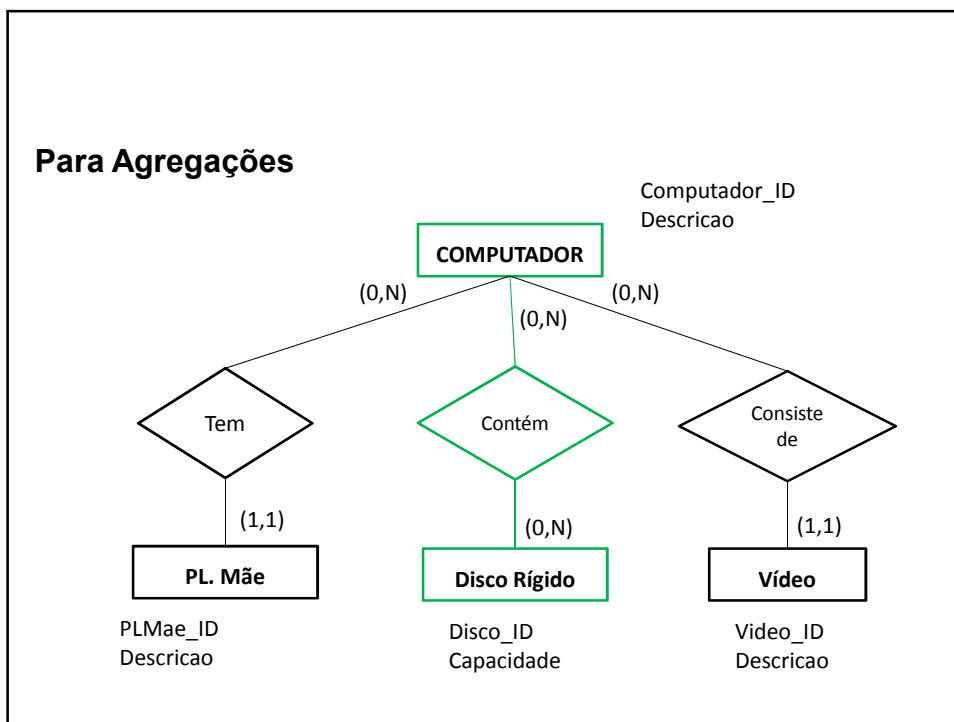 Para Agregações
Computador_ID
Descricao
COMPUTADOR
(0,N)
(0,N)
(0,N)
Tem
Contém
Consiste
de
(1,1)
(0,N)
(1,1)
PL. Mãe
Disco Rígido
Vídeo
PLMae_ID
Descricao
Disco_ID
Capacidade
Video_ID
Descricao